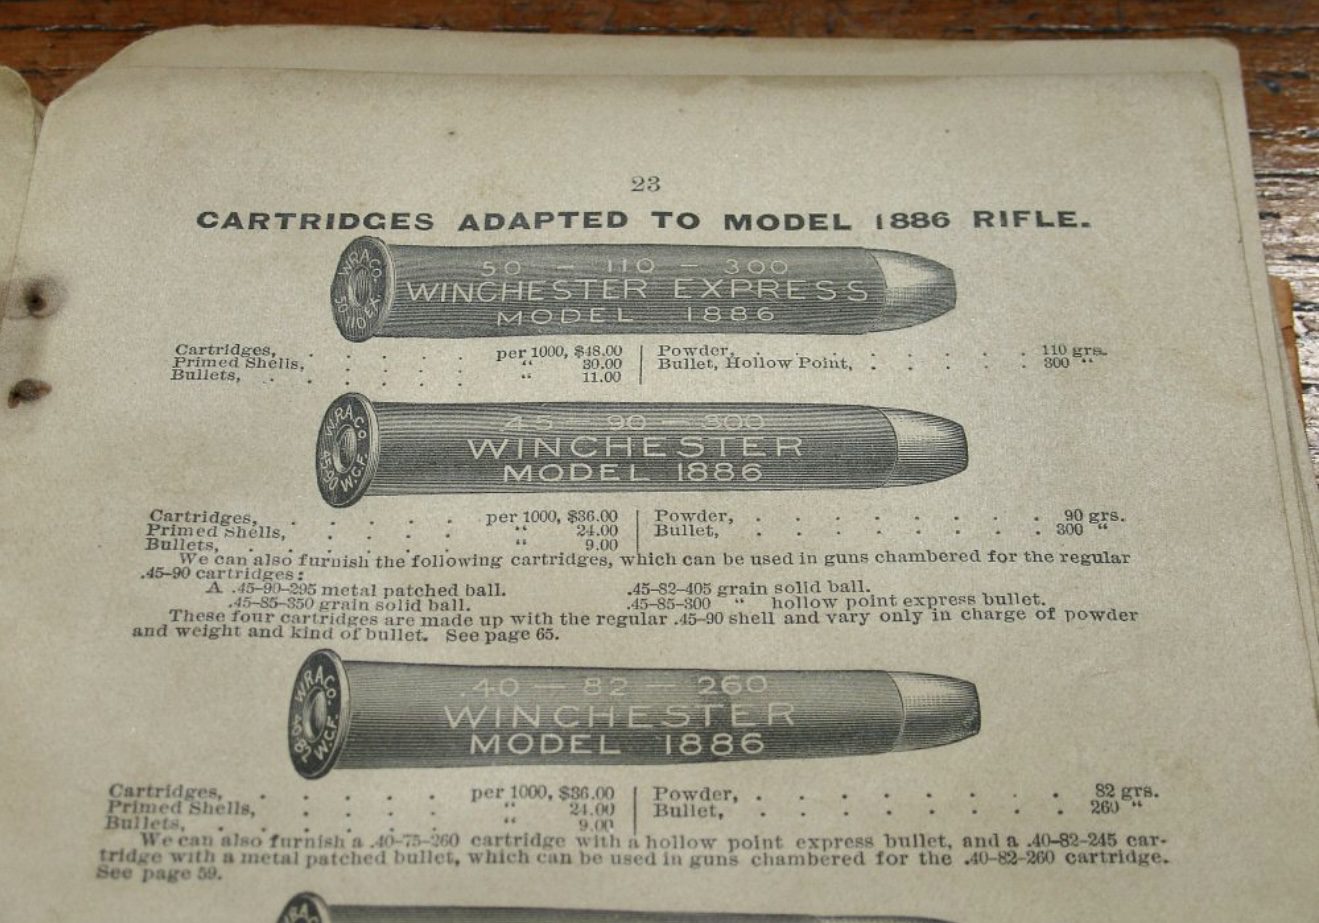 23
CARTRIDGES ADAPTED TO MODEL 1886 RIFLE.
W.R.A.Co.
50 110 EX.
50 — 110 — 300
WINCHESTER EXPRESS
MODEL 1886
Cartridges, . . . . . per 1000, $48.00 | Powder, . . . . . . . 110 grs.
Primed Shells, . . . . " 30.00 | Bullet, Hollow Point, . . . . . 300 "
Bullets, . . . . . " 11.00
W.R.A.Co.
45-90 W.C.F.
45 — 90 — 300
WINCHESTER
MODEL 1886
Cartridges, . . . . . per 1000, $36.00 | Powder, . . . . . . . . 90 grs.
Primed Shells, . . . . " 24.00 | Bullet, . . . . . . . . 300 "
Bullets, . . . . . " 9.00
We can also furnish the following cartridges, which can be used in guns chambered for the regular
.45-90 cartridges:
A .45-90-295 metal patched ball. .45-82-405 grain solid ball.
.45-85-350 grain solid ball. .45-85-300 " hollow point express bullet.
These four cartridges are made up with the regular .45-90 shell and vary only in charge of powder
and weight and kind of bullet. See page 65.
W.R.A.Co.
40-82 W.C.F.
.40 — 82 — 260
WINCHESTER
MODEL 1886
Cartridges, . . . . . per 1000, $36.00 | Powder, . . . . . . . . 82 grs.
Primed Shells, . . . . " 24.00 | Bullet, . . . . . . . . 260 "
Bullets, . . . . . " 9.00
We can also furnish a .40-75-260 cartridge with a hollow point express bullet, and a .40-82-245 car-
tridge with a metal patched bullet, which can be used in guns chambered for the .40-82-260 cartridge.
See page 59.